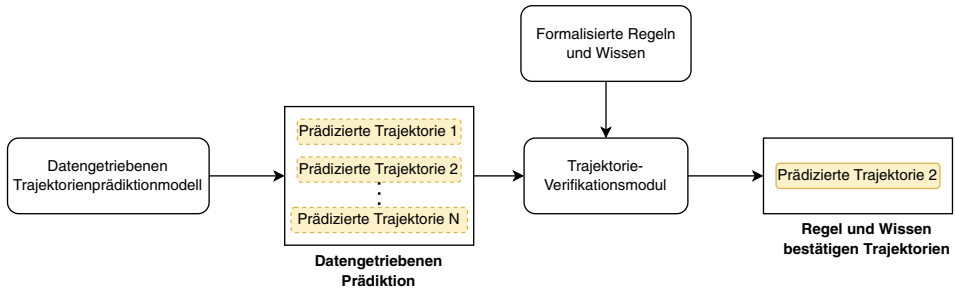 Formalisierte Regeln
und Wissen
Datengetriebenen
Trajektorienprädiktionmodell
Prädizierte Trajektorie 1
Prädizierte Trajektorie 2
Prädizierte Trajektorie N
Datengetriebenen
Prädiktion
Trajektorie-
Verifikationsmodul
Prädizierte Trajektorie 2
Regel und Wissen
bestätigen Trajektorien